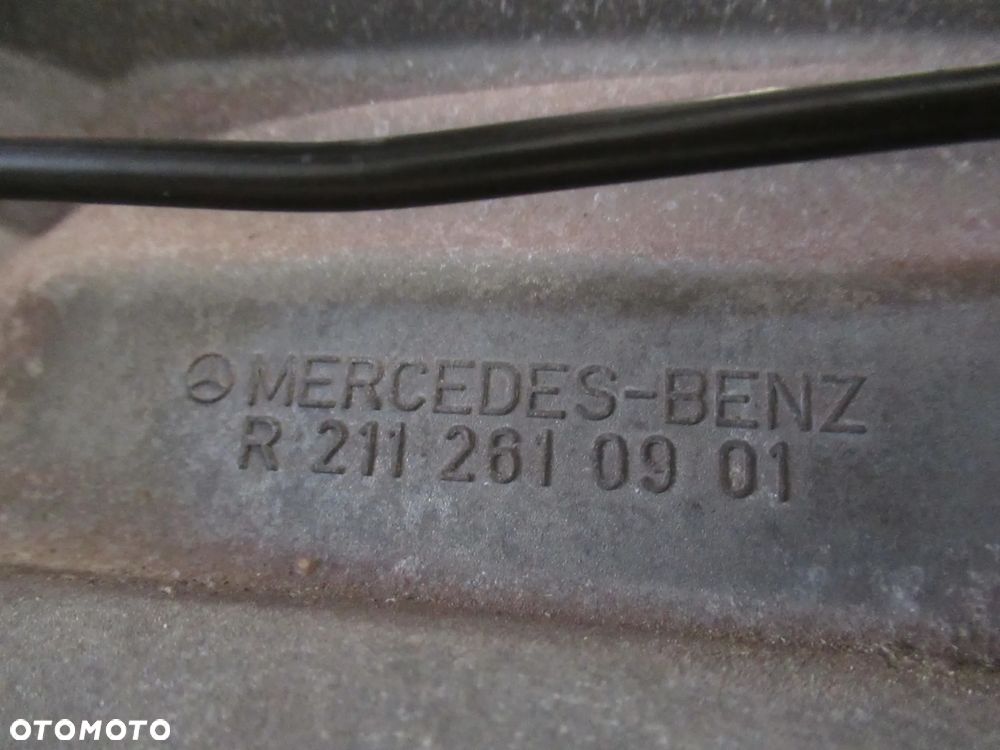 MERCEDES-BENZ
R 211 261 09 01
OTOMOTO